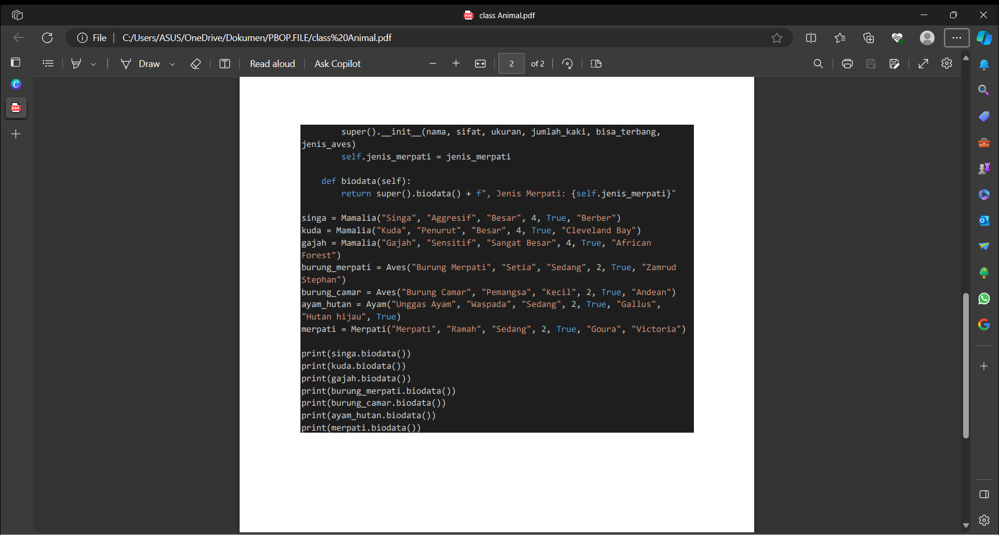 class Animal.pdf
File
C:/Users/ASUS/OneDrive/Dokumen/PBOP.FILE/class%20Animal.pdf
Draw
Read aloud
Ask Copilot
2
of 2
super().__init__(nama, sifat, ukuran, jumlah_kaki, bisa_terbang,
jenis_aves)
self.jenis_merpati = jenis_merpati
def biodata(self):
return super().biodata() + f", Jenis Merpati: {self.jenis_merpati}"
singa = Mamalia("Singa", "Aggresif", "Besar", 4, True, "Berber")
kuda = Mamalia("Kuda", "Penurut", "Besar", 4, True, "Cleveland Bay")
gajah = Mamalia("Gajah", "Sensitif", "Sangat Besar", 4, True, "African
Forest")
burung_merpati = Aves("Burung Merpati", "Setia", "Sedang", 2, True, "Zamrud
Stephan")
burung_camar = Aves("Burung Camar", "Pemangsa", "Kecil", 2, True, "Andean")
ayam_hutan = Ayam("Unggas Ayam", "Waspada", "Sedang", 2, True, "Gallus",
"Hutan hijau", True)
merpati = Merpati("Merpati", "Ramah", "Sedang", 2, True, "Goura", "Victoria")
print(singa.biodata())
print(kuda.biodata())
print(gajah.biodata())
print(burung_merpati.biodata())
print(burung_camar.biodata())
print(ayam_hutan.biodata())
print(merpati.biodata())